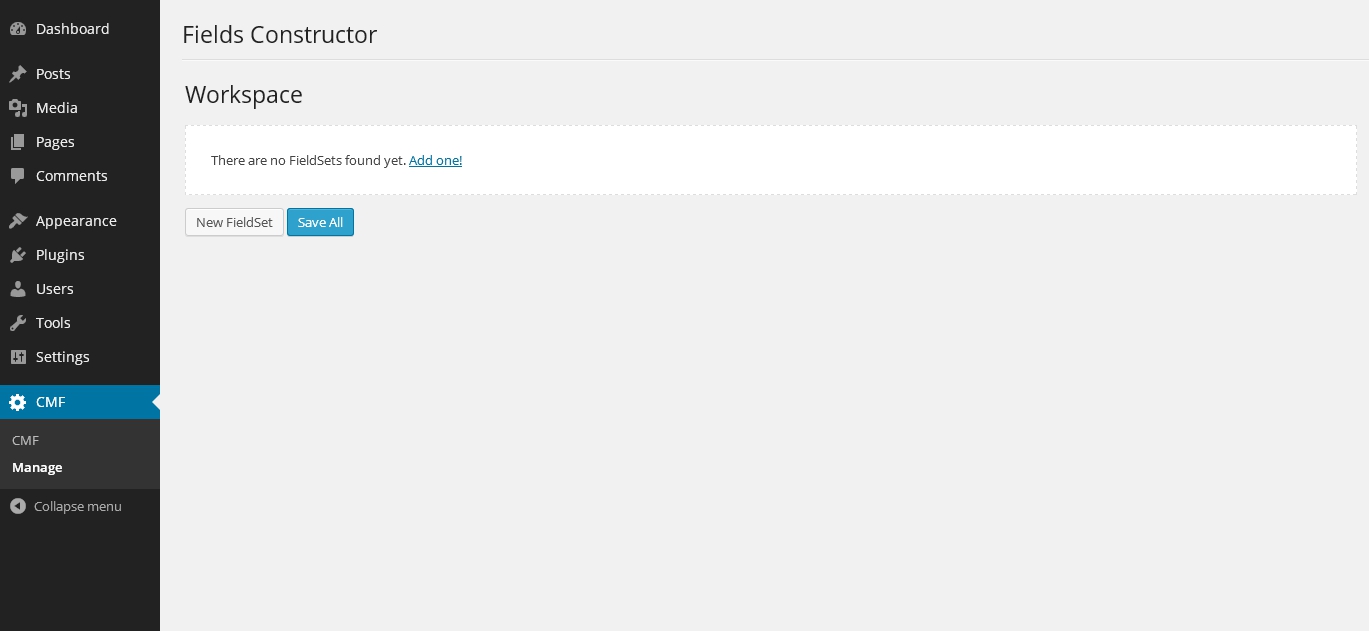 Dashboard
Posts
Media
Pages
Comments
Appearance
Plugins
Users
Tools
Settings
CMF
CMF
Manage
Collapse menu
Fields Constructor
Workspace
There are no FieldSets found yet. Add one!
New FieldSet Save All